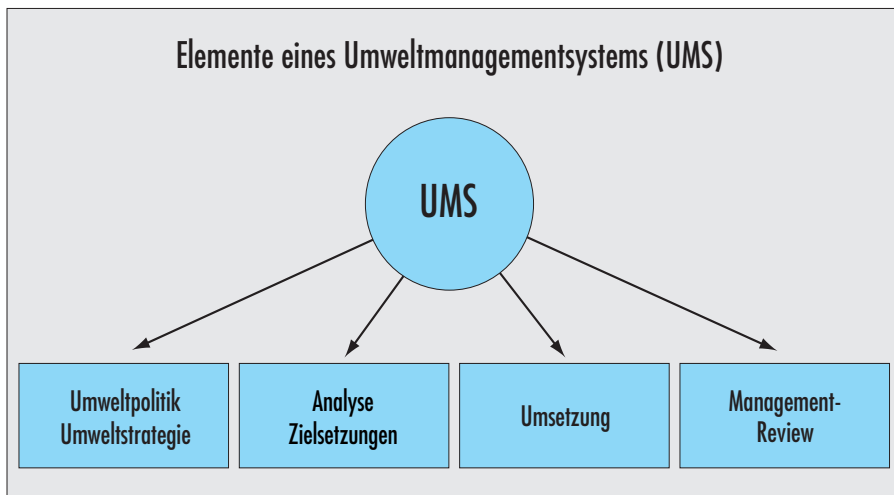 Elemente eines Umweltmanagementsystems (UMS)
UMS
Umweltpolitik
Umweltstrategie
Analyse
Zielsetzungen
Umsetzung
Management-
Review